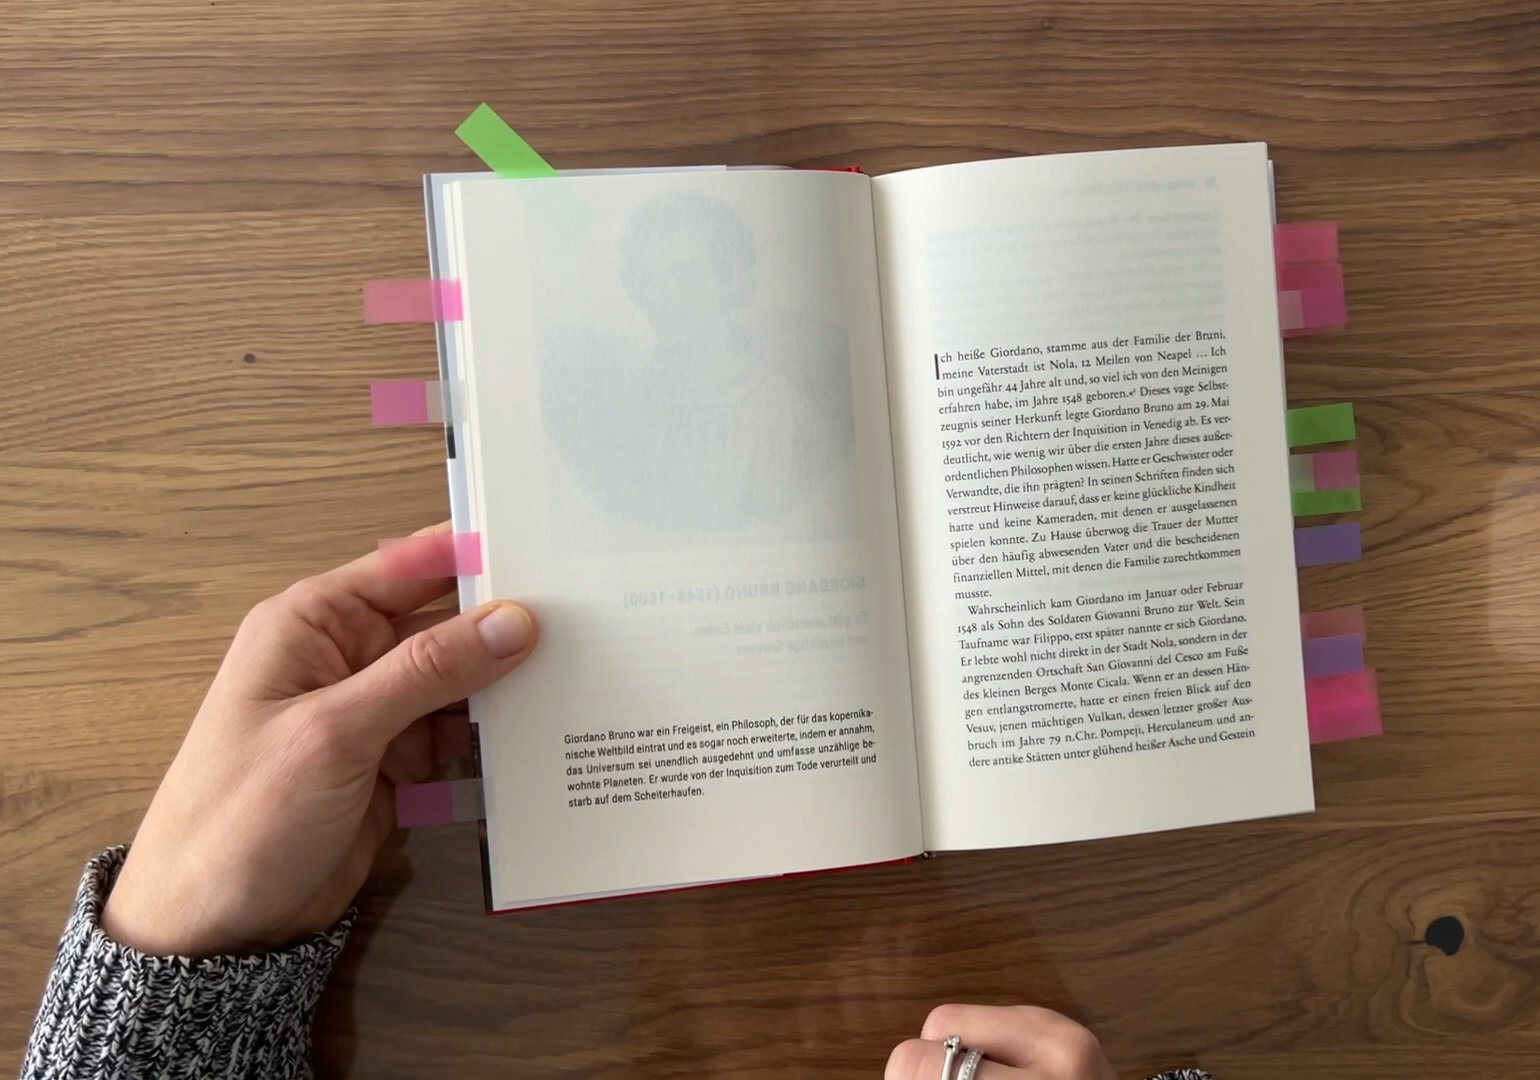 GIORDANO BRUNO (1548–1600)
Es gibt unendlich viele Erden
und unzählige Sonnen
Giordano Bruno war ein Freigeist, ein Philosoph, der für das kopernika-
nische Weltbild eintrat und es sogar noch erweiterte, indem er annahm,
das Universum sei unendlich ausgedehnt und umfasse unzählige be-
wohnte Planeten. Er wurde von der Inquisition zum Tode verurteilt und
starb auf dem Scheiterhaufen.
Ich heiße Giordano, stamme aus der Familie der Bruni,
meine Vaterstadt ist Nola, 12 Meilen von Neapel … Ich
bin ungefähr 44 Jahre alt und, so viel ich von den Meinigen
erfahren habe, im Jahre 1548 geboren.«¹ Dieses vage Selbst-
zeugnis seiner Herkunft legte Giordano Bruno am 29. Mai
1592 vor den Richtern der Inquisition in Venedig ab. Es ver-
deutlicht, wie wenig wir über die ersten Jahre dieses außer-
ordentlichen Philosophen wissen. Hatte er Geschwister oder
Verwandte, die ihn prägten? In seinen Schriften finden sich
verstreut Hinweise darauf, dass er keine glückliche Kindheit
hatte und keine Kameraden, mit denen er ausgelassenen
spielen konnte. Zu Hause überwog die Trauer der Mutter
über den häufig abwesenden Vater und die bescheidenen
finanziellen Mittel, mit denen die Familie zurechtkommen
musste.
Wahrscheinlich kam Giordano im Januar oder Februar
1548 als Sohn des Soldaten Giovanni Bruno zur Welt. Sein
Taufname war Filippo, erst später nannte er sich Giordano.
Er lebte wohl nicht direkt in der Stadt Nola, sondern in der
angrenzenden Ortschaft San Giovanni del Cesco am Fuße
des kleinen Berges Monte Cicala. Wenn er an dessen Hän-
gen entlangstromerte, hatte er einen freien Blick auf den
Vesuv, jenen mächtigen Vulkan, dessen letzter großer Aus-
bruch im Jahre 79 n.Chr. Pompeji, Herculaneum und an-
dere antike Stätten unter glühend heißer Asche und Gestein